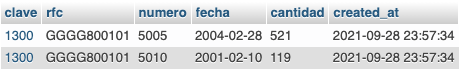 clave rfc numero fecha cantidad created_at
1300 GGGG800101 5005 2004-02-28 521 2021-09-28 23:57:34
1300 GGGG800101 5010 2001-02-10 119 2021-09-28 23:57:34